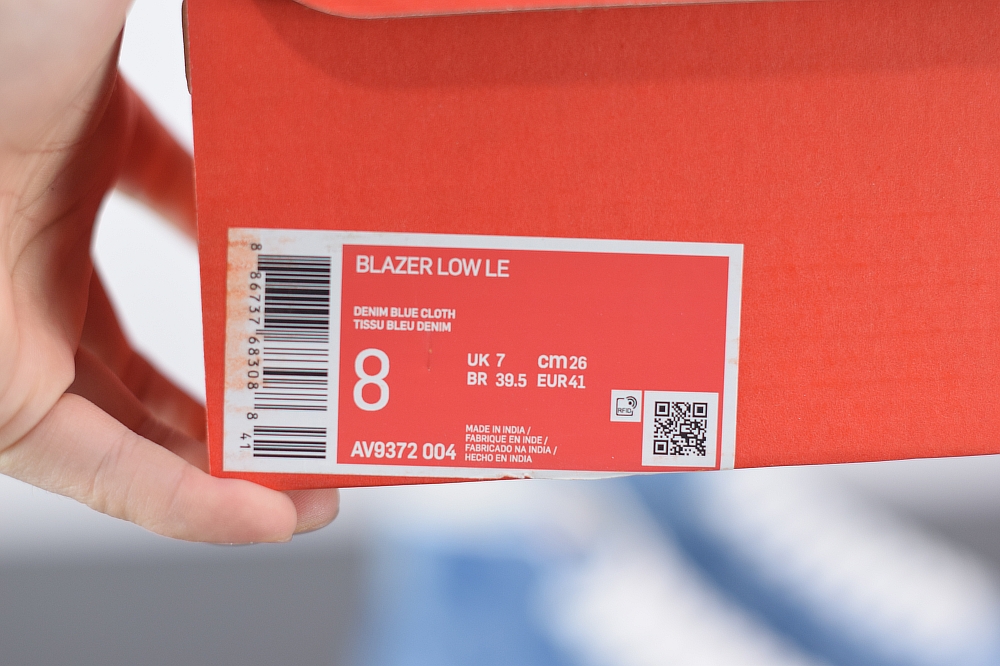 BLAZER LOW LE
DENIM BLUE CLOTH
TISSU BLEU DENIM
8
UK 7 cm 26
BR 39.5 EUR 41
RFID
AV9372 004
MADE IN INDIA /
FABRIQUE EN INDE /
FABRICADO NA INDIA /
HECHO EN INDIA
8 86737 68308 8 41